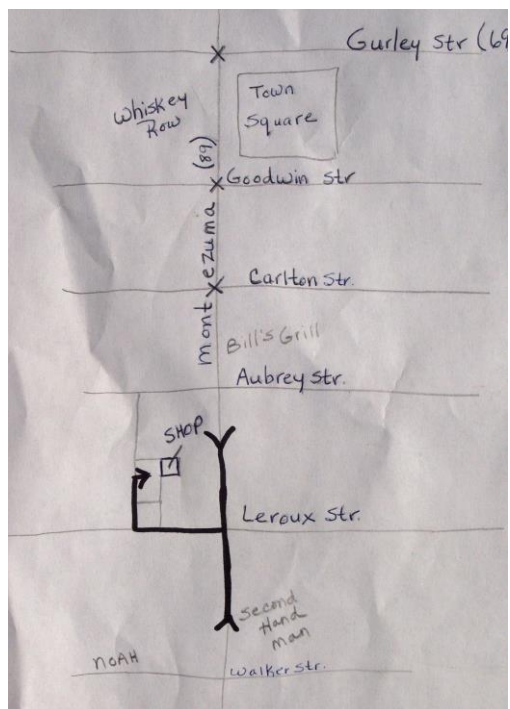 Gurley Str (69
Town
Square
Whiskey
Row
Montezuma (89)
Goodwin Str
Carlton Str.
Bill's Grill
Aubrey Str.
SHOP
Leroux Str.
Second
Hand
man
NOAH
Walker Str.